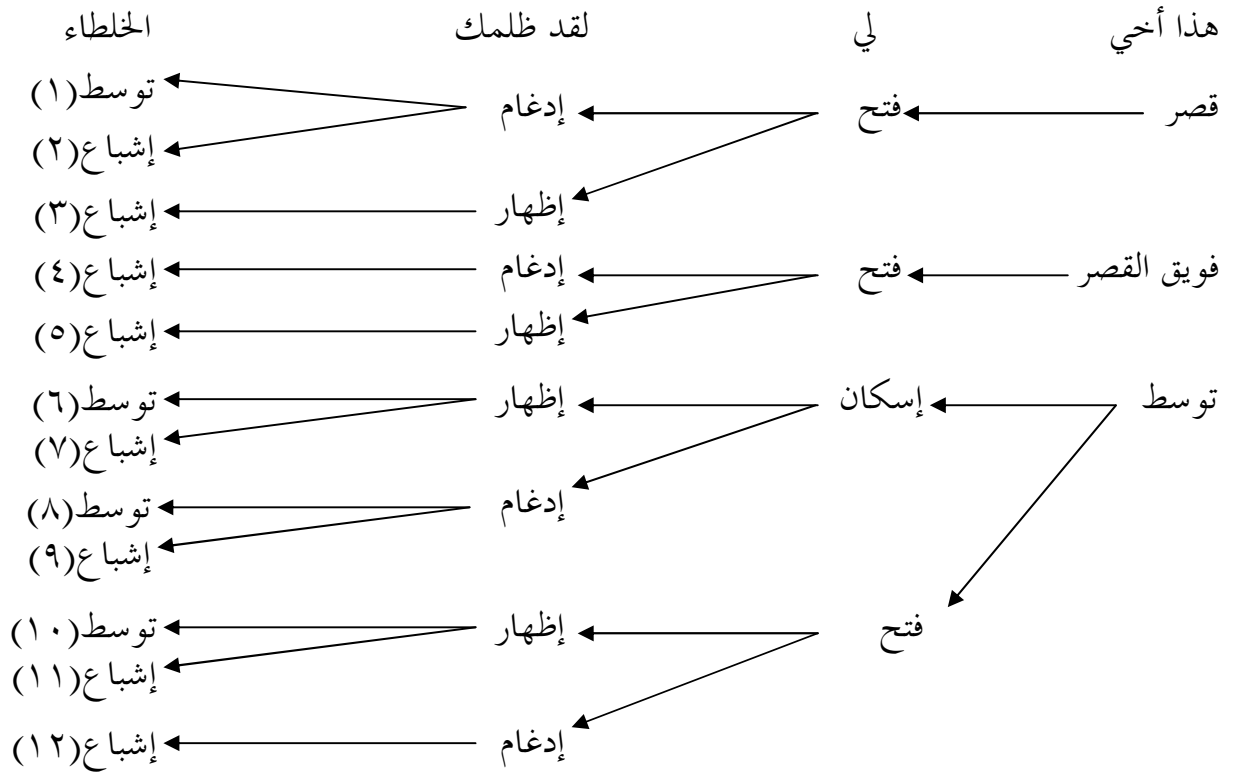 هذا أخي لي لقد ظلمك الخلطاء
توسط(١)
قصر فتح إدغام
إشباع(٢)
إظهار إشباع(٣)
فويق القصر فتح إدغام إشباع(٤)
إظهار إشباع(٥)
توسط إسكان إظهار توسط(٦)
إشباع(٧)
إدغام توسط(٨)
إشباع(٩)
فتح إظهار توسط(١٠)
إشباع(١١)
إدغام إشباع(١٢)